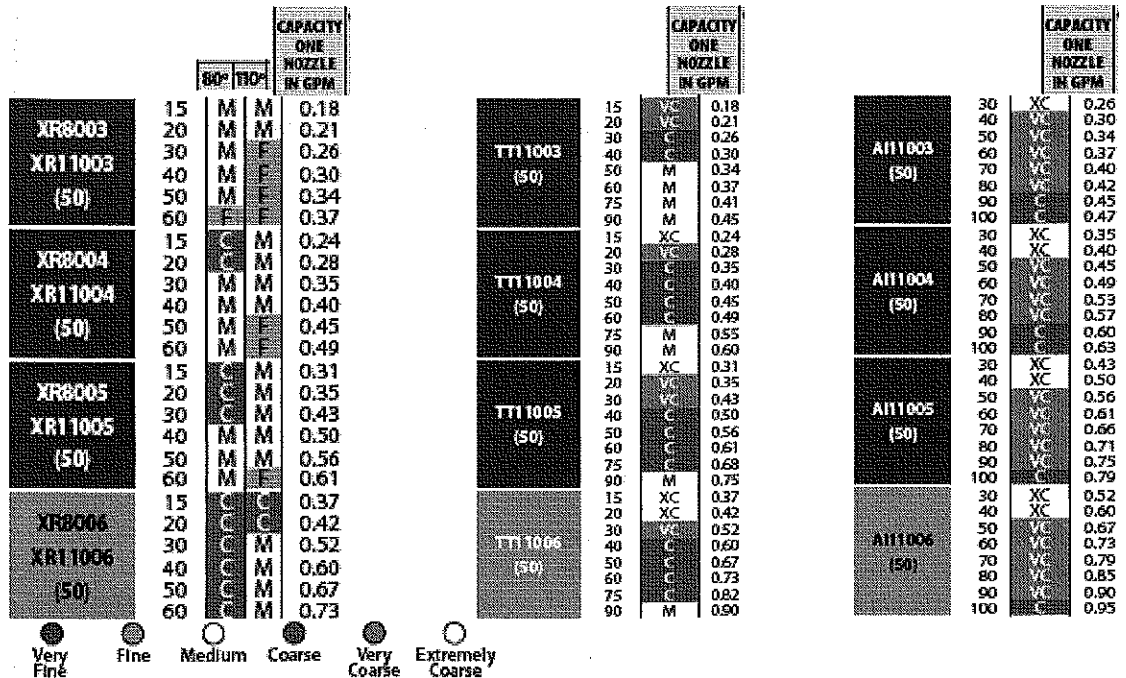 CAPACITY
ONE
NOZZLE
IN GPM
80° 110°
XR8003
XR11003
(50)
15 M M 0.18
20 M M 0.21
30 M F 0.26
40 M F 0.30
50 M F 0.34
60 F F 0.37
XR8004
XR11004
(50)
15 C M 0.24
20 C M 0.28
30 M M 0.35
40 M M 0.40
50 M F 0.45
60 M F 0.49
XR8005
XR11005
(50)
15 C M 0.31
20 C M 0.35
30 C M 0.43
40 M M 0.50
50 M M 0.56
60 M F 0.61
XR8006
XR11006
(50)
15 C C 0.37
20 C C 0.42
30 C M 0.52
40 C M 0.60
50 C M 0.67
60 C M 0.73
CAPACITY
ONE
NOZZLE
IN GPM
TT11003
(50)
15 VC 0.18
20 VC 0.21
30 C 0.26
40 C 0.30
50 M 0.34
60 M 0.37
75 M 0.41
90 M 0.45
TT11004
(50)
15 XC 0.24
20 VC 0.28
30 C 0.35
40 C 0.40
50 C 0.45
60 C 0.49
75 M 0.55
90 M 0.60
TT11005
(50)
15 XC 0.31
20 VC 0.35
30 VC 0.43
40 C 0.50
50 C 0.56
60 C 0.61
75 C 0.68
90 M 0.75
TT11006
(50)
15 XC 0.37
20 XC 0.42
30 VC 0.52
40 C 0.60
50 C 0.67
60 C 0.73
75 C 0.82
90 M 0.90
CAPACITY
ONE
NOZZLE
IN GPM
AI11003
(50)
30 XC 0.26
40 VC 0.30
50 VC 0.34
60 VC 0.37
70 VC 0.40
80 VC 0.42
90 C 0.45
100 C 0.47
AI11004
(50)
30 XC 0.35
40 XC 0.40
50 VC 0.45
60 VC 0.49
70 VC 0.53
80 VC 0.57
90 C 0.60
100 C 0.63
AI11005
(50)
30 XC 0.43
40 XC 0.50
50 VC 0.56
60 VC 0.61
70 VC 0.66
80 VC 0.71
90 VC 0.75
100 C 0.79
AI11006
(50)
30 XC 0.52
40 XC 0.60
50 VC 0.67
60 VC 0.73
70 VC 0.79
80 VC 0.85
90 VC 0.90
100 C 0.95
Very Fine
Fine
Medium
Coarse
Very Coarse
Extremely Coarse